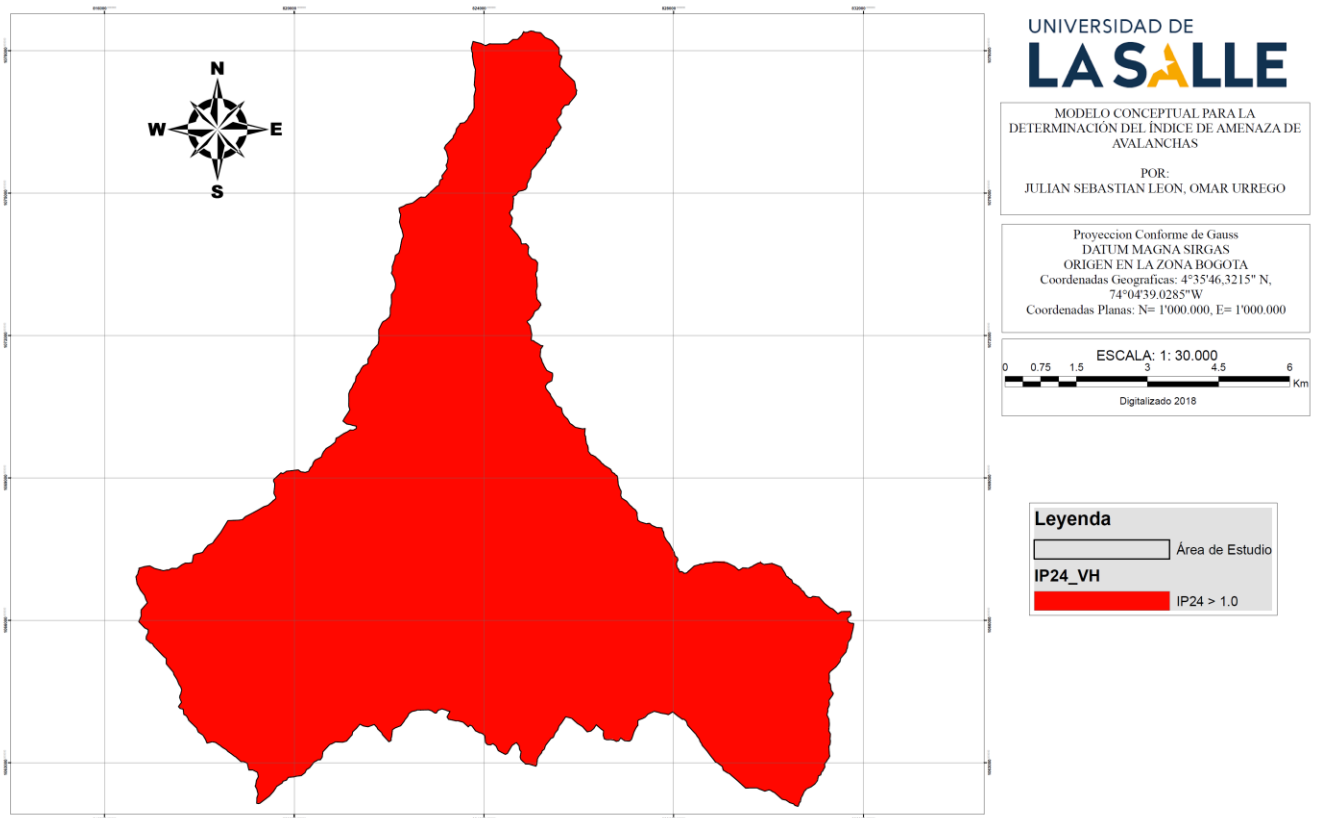 N
W E
S
UNIVERSIDAD DE
LA SALLE
MODELO CONCEPTUAL PARA LA
DETERMINACIÓN DEL ÍNDICE DE AMENAZA DE
AVALANCHAS
POR:
JULIAN SEBASTIAN LEON, OMAR URREGO
Proyeccion Conforme de Gauss
DATUM MAGNA SIRGAS
ORIGEN EN LA ZONA BOGOTA
Coordenadas Geograficas: 4°35'46,3215" N,
74°04'39.0285"W
Coordenadas Planas: N= 1'000.000, E= 1'000.000
ESCALA: 1: 30.000
0 0.75 1.5 3 4.5 6
Km
Digitalizado 2018
Leyenda
Área de Estudio
IP24_VH
IP24 > 1.0